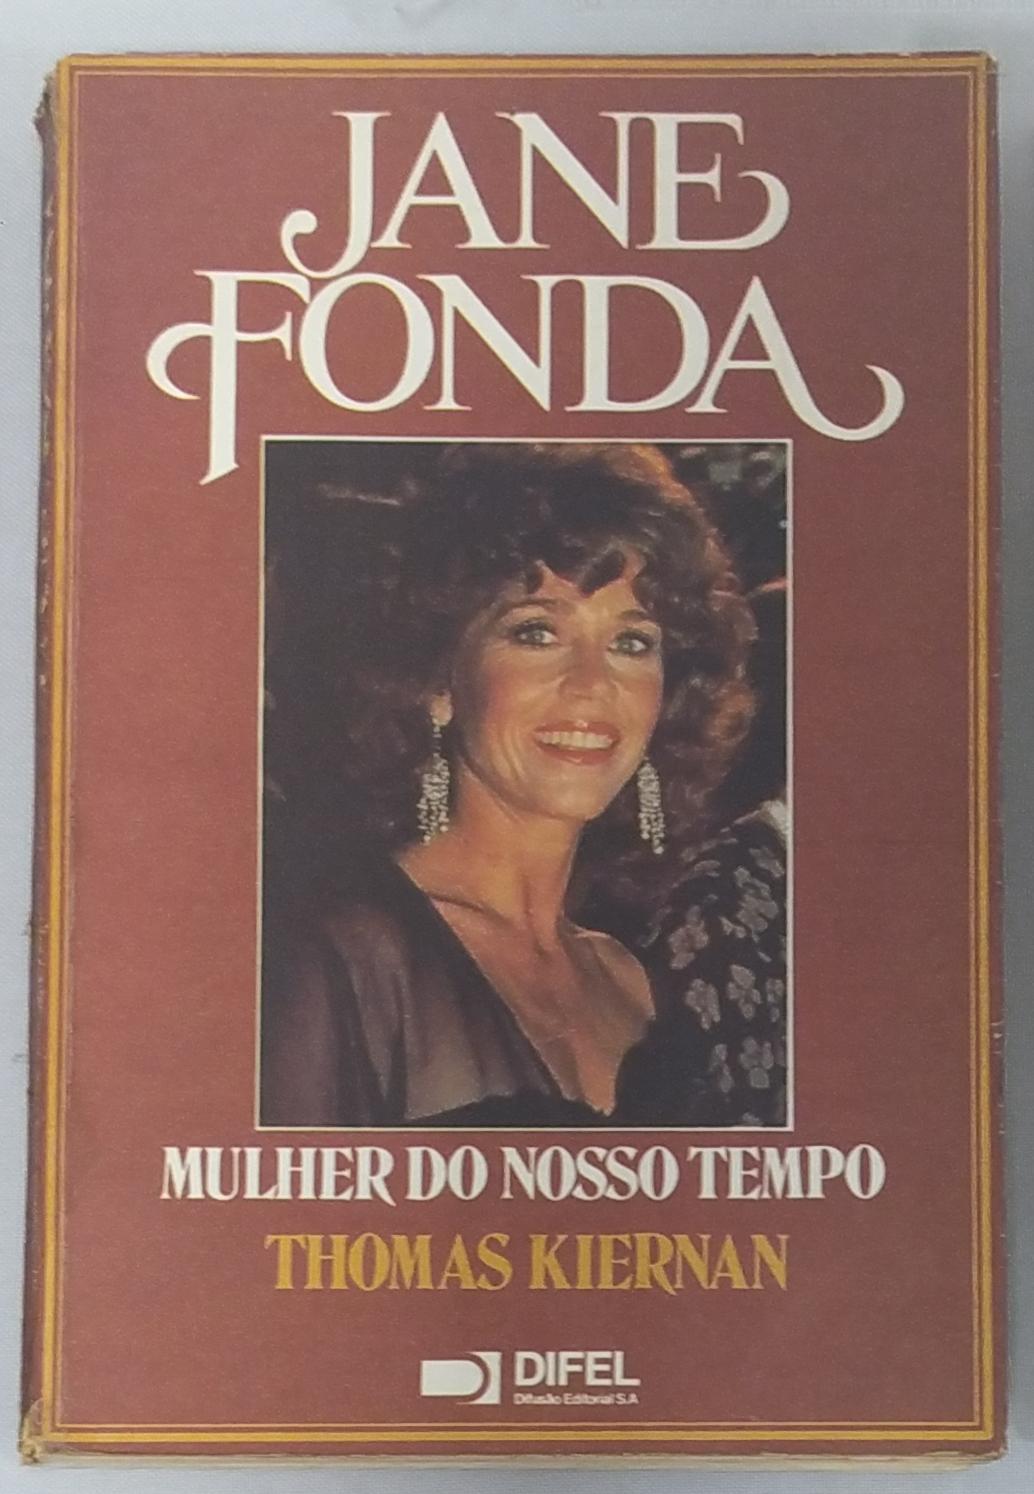 JANE
FONDA
MULHER DO NOSSO TEMPO
THOMAS KIERNAN
DIFEL
Difusão Editorial S.A